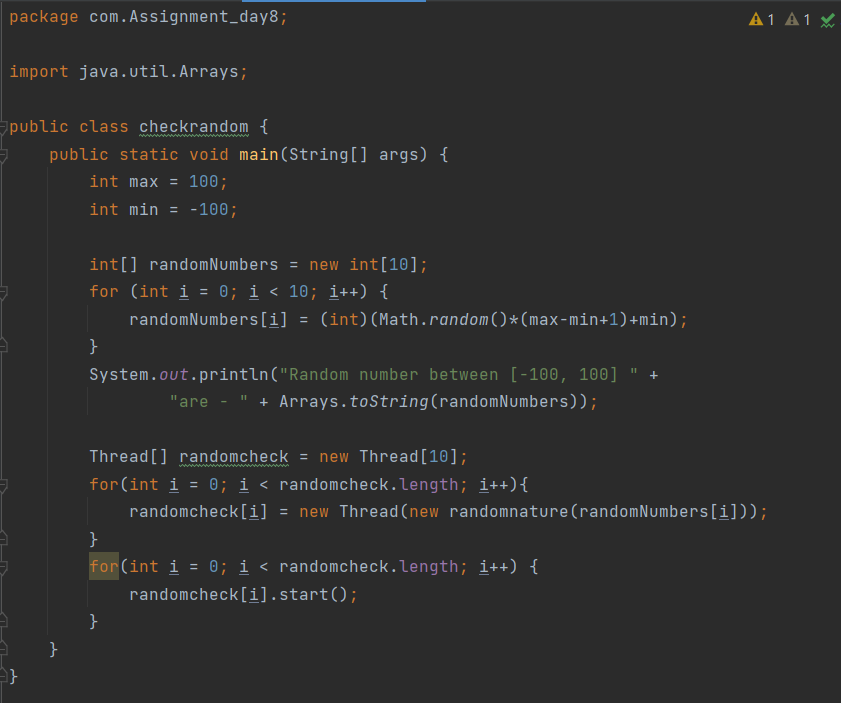 package com.Assignment_day8;
1 1
import java.util.Arrays;
public class checkrandom {
    public static void main(String[] args) {
        int max = 100;
        int min = -100;
        int[] randomNumbers = new int[10];
        for (int i = 0; i < 10; i++) {
            randomNumbers[i] = (int)(Math.random()*(max-min+1)+min);
        }
        System.out.println("Random number between [-100, 100] " +
                "are - " + Arrays.toString(randomNumbers));
        Thread[] randomcheck = new Thread[10];
        for(int i = 0; i < randomcheck.length; i++){
            randomcheck[i] = new Thread(new randomnature(randomNumbers[i]));
        }
        for(int i = 0; i < randomcheck.length; i++) {
            randomcheck[i].start();
        }
    }
}